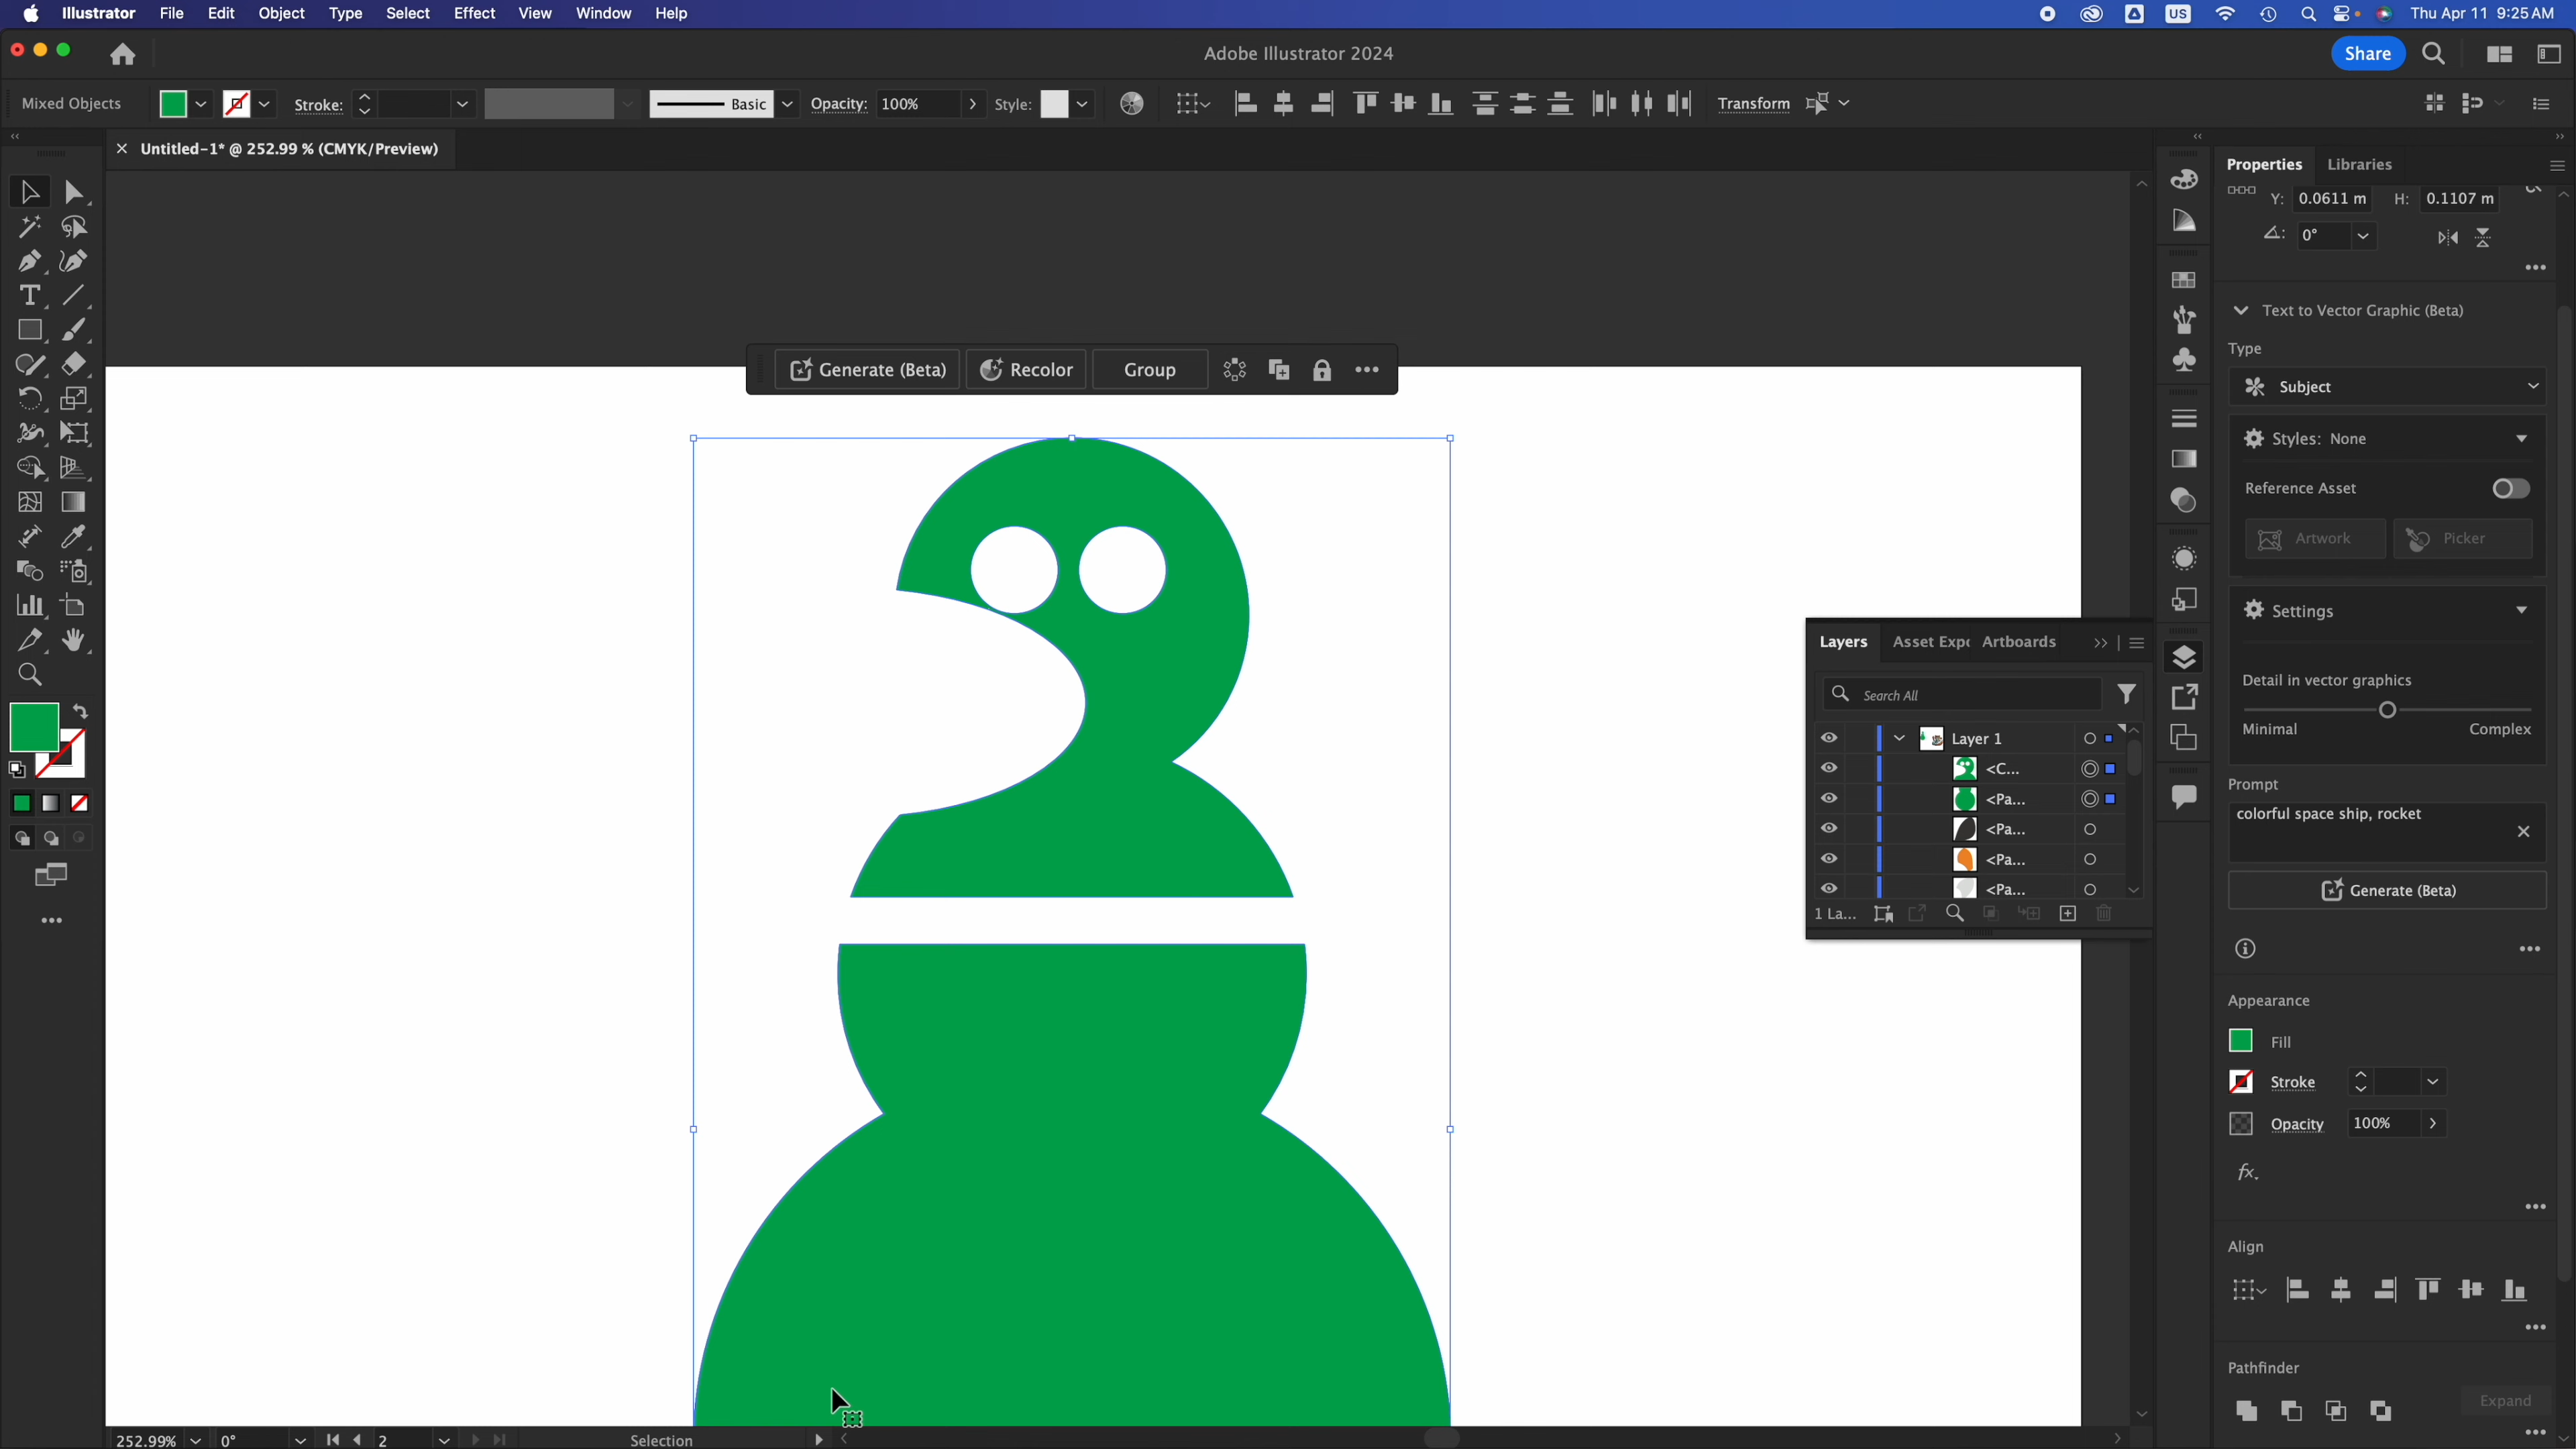 Illustrator File Edit Object Type Select Effect View Window Help US Thu Apr 11 9:25 AM
Adobe Illustrator 2024 Share
Mixed Objects Stroke: Basic Opacity: 100% Style: Transform
Untitled-1* @ 252.99 % (CMYK/Preview)
Properties Libraries
Y: 0.0611 m H: 0.1107 m
0°
Text to Vector Graphic (Beta)
Type
Subject
Styles: None
Reference Asset
Artwork Picker
Settings
Detail in vector graphics
Minimal Complex
Prompt
colorful space ship, rocket
Generate (Beta)
Appearance
Fill
Stroke
Opacity 100%
fx.
Align
Pathfinder
Expand
Generate (Beta) Recolor Group
Layers Asset Expo Artboards
Search All
Layer 1
<C...
<Pa...
<Pa...
<Pa...
<Pa...
1 La...
252.99% 0° 2 Selection